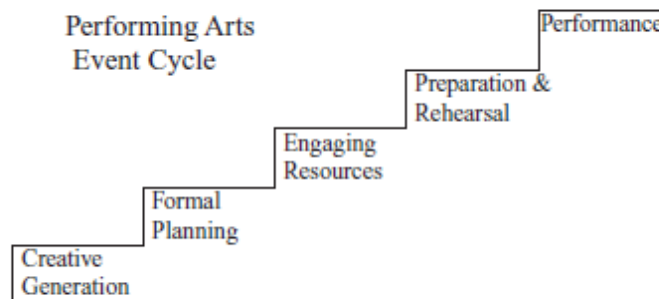 Performing Arts
Event Cycle
Performance
Preparation &
Rehearsal
Engaging
Resources
Formal
Planning
Creative
Generation